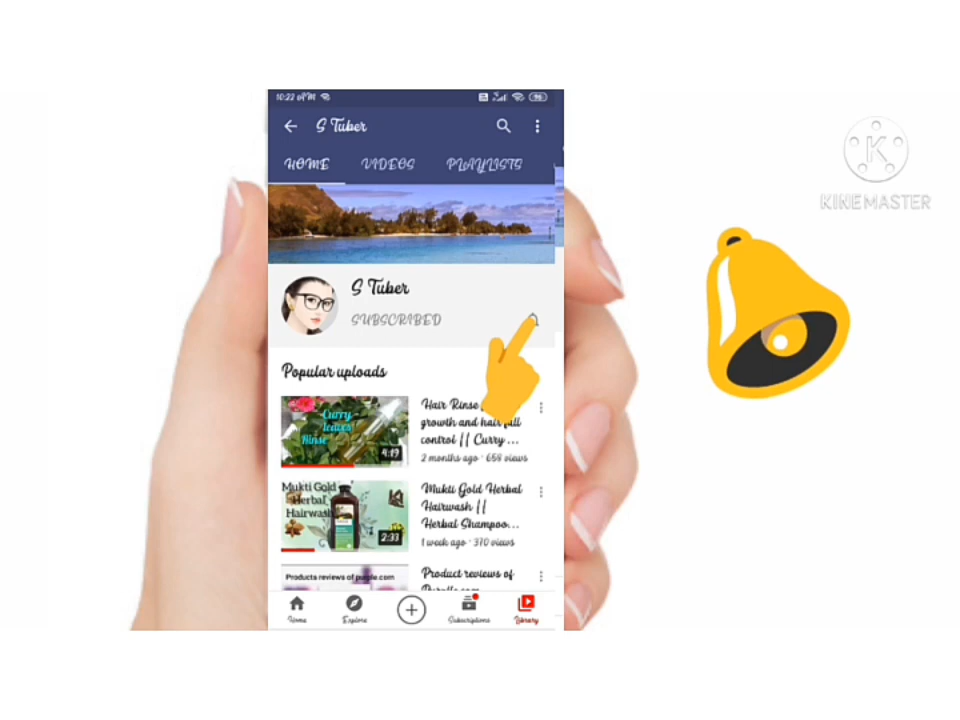 10:22 PM
96
S Tuber
HOME VIDEOS PLAYLISTS
S Tuber
SUBSCRIBED
Popular uploads
Curry
leaves
Rinse
4:19
Hair Rinse
growth and hair fall
control || Curry ...
2 months ago · 658 views
Mukti Gold
Herbal
Hairwash
2:33
Mukti Gold Herbal
Hairwash ||
Herbal Shampoo...
1 week ago · 370 views
Products reviews of purple.com
Product reviews of
Home Explore Subscriptions Library
KINEMASTER